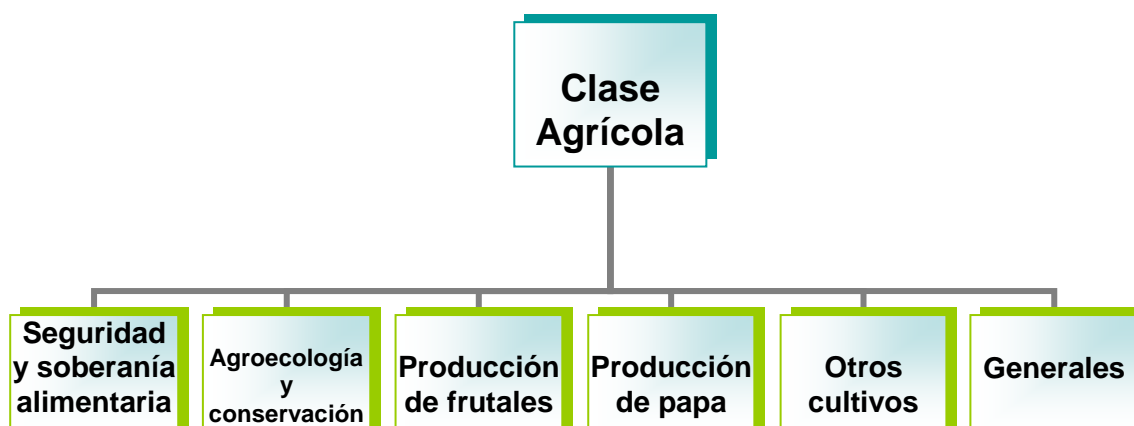 Clase
Agrícola
Seguridad
y soberanía
alimentaria
Agroecología
y
conservación
Producción
de frutales
Producción
de papa
Otros
cultivos
Generales